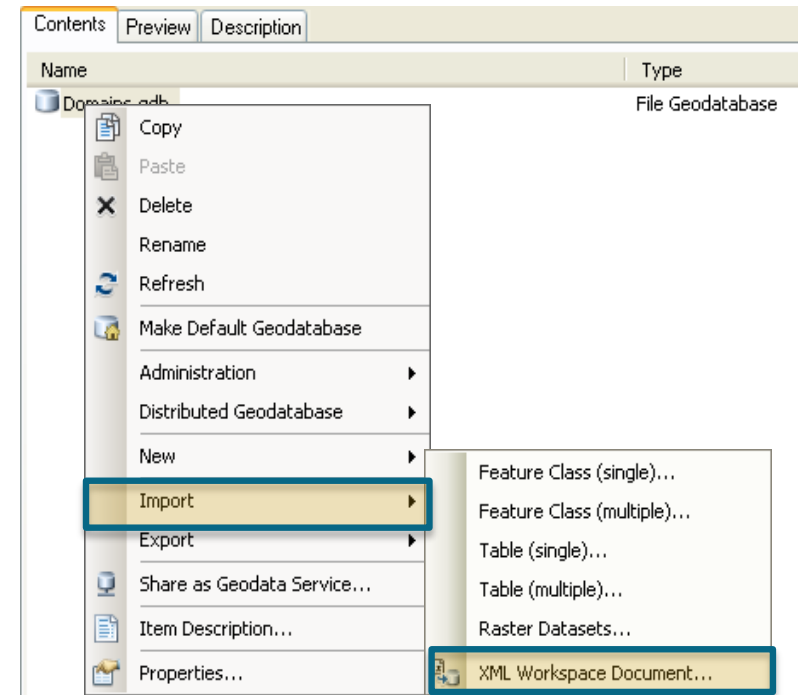 Contents Preview Description
Name Type
Domains.gdb File Geodatabase
Copy
Paste
Delete
Rename
Refresh
Make Default Geodatabase
Administration
Distributed Geodatabase
New
Import
Export
Share as Geodata Service...
Item Description...
Properties...
Feature Class (single)...
Feature Class (multiple)...
Table (single)...
Table (multiple)...
Raster Datasets...
XML Workspace Document...